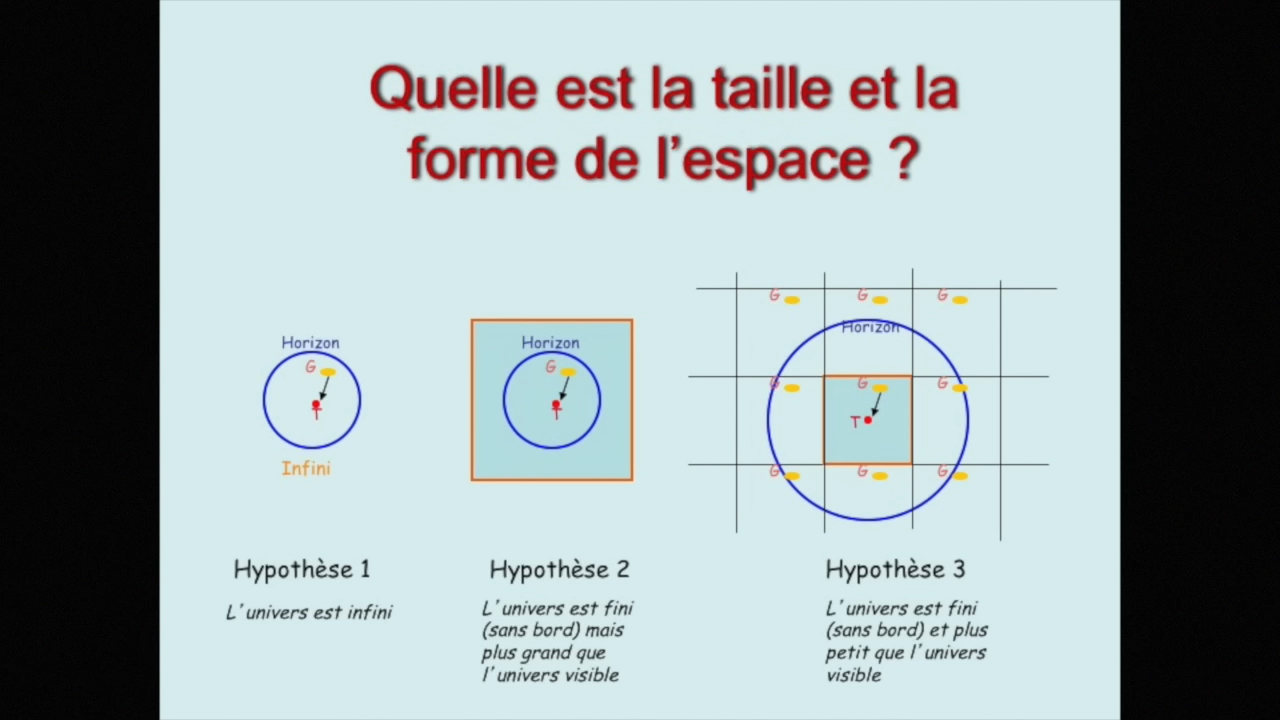 Quelle est la taille et la
forme de l’espace ?
Horizon
G
T
Infini
Hypothèse 1
L’univers est infini
Horizon
G
T
Hypothèse 2
L’univers est fini
(sans bord) mais
plus grand que
l’univers visible
G G G
Horizon
G G G
T
G G G
Hypothèse 3
L’univers est fini
(sans bord) et plus
petit que l’univers
visible